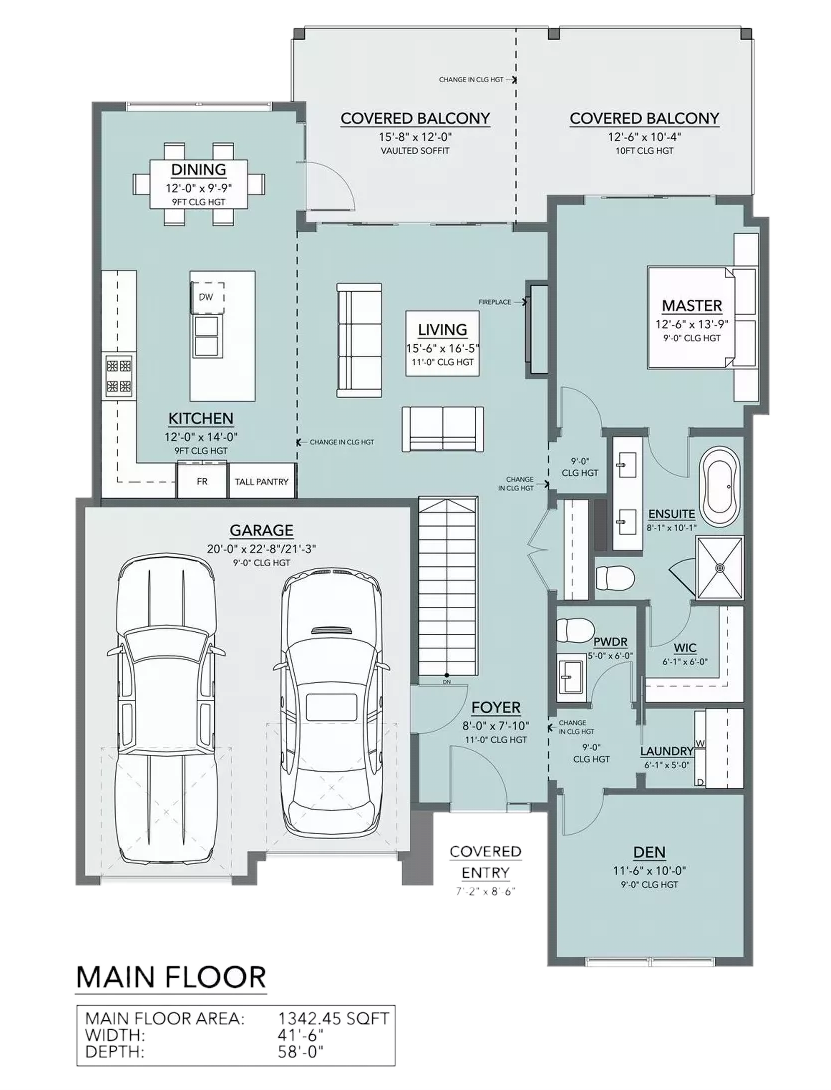 CHANGE IN CLG HGT
COVERED BALCONY
15'-8" x 12'-0"
VAULTED SOFFIT
COVERED BALCONY
12'-6" x 10'-4"
10FT CLG HGT
DINING
12'-0" x 9'-9"
9FT CLG HGT
DW
FIREPLACE
LIVING
15'-6" x 16'-5"
11'-0" CLG HGT
MASTER
12'-6" x 13'-9"
9'-0" CLG HGT
KITCHEN
12'-0" x 14'-0"
9FT CLG HGT
CHANGE IN CLG HGT
FR
TALL PANTRY
9'-0"
CLG HGT
CHANGE
IN CLG HGT
ENSUITE
8'-1" x 10'-1"
GARAGE
20'-0" x 22'-8"/21'-3"
9'-0" CLG HGT
DN
PWDR
5'-0" x 6'-0"
WIC
6'-1" x 6'-0"
FOYER
8'-0" x 7'-10"
11'-0" CLG HGT
CHANGE
IN CLG HGT
9'-0"
CLG HGT
LAUNDRY
6'-1" x 5'-0"
W
D
COVERED
ENTRY
7'-2" x 8'-6"
DEN
11'-6" x 10'-0"
9'-0" CLG HGT
MAIN FLOOR
MAIN FLOOR AREA: 1342.45 SQFT
WIDTH: 41'-6"
DEPTH: 58'-0"